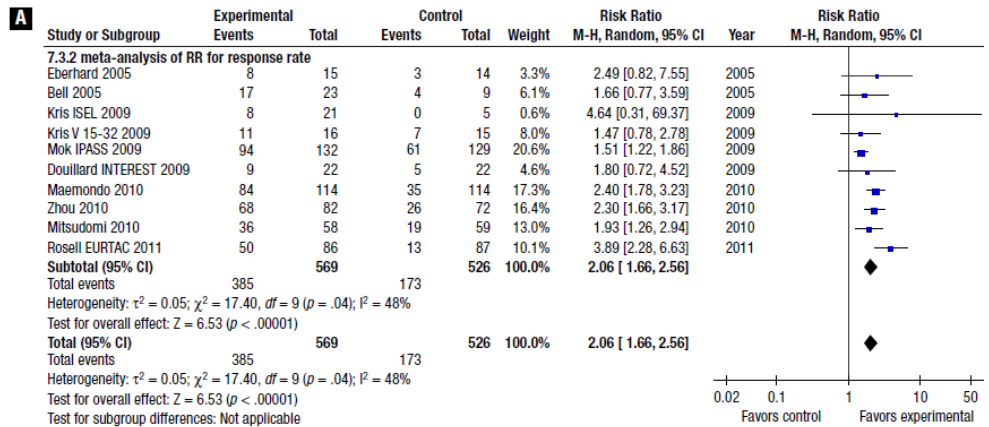 A
Experimental Control Risk Ratio Risk Ratio
Study or Subgroup Events Total Events Total Weight M-H, Random, 95% CI Year M-H, Random, 95% CI
7.3.2 meta-analysis of RR for response rate
Eberhard 2005 8 15 3 14 3.3% 2.49 [0.82, 7.55] 2005
Bell 2005 17 23 4 9 6.1% 1.66 [0.77, 3.59] 2005
Kris ISEL 2009 8 21 0 5 0.6% 4.64 [0.31, 69.37] 2009
Kris V 15-32 2009 11 16 7 15 8.0% 1.47 [0.78, 2.78] 2009
Mok IPASS 2009 94 132 61 129 20.6% 1.51 [1.22, 1.86] 2009
Douillard INTEREST 2009 9 22 5 22 4.6% 1.80 [0.72, 4.52] 2009
Maemondo 2010 84 114 35 114 17.3% 2.40 [1.78, 3.23] 2010
Zhou 2010 68 82 26 72 16.4% 2.30 [1.66, 3.17] 2010
Mitsudomi 2010 36 58 19 59 13.0% 1.93 [1.26, 2.94] 2010
Rosell EURTAC 2011 50 86 13 87 10.1% 3.89 [2.28, 6.63] 2011
Subtotal (95% CI) 569 526 100.0% 2.06 [ 1.66, 2.56]
Total events 385 173
Heterogeneity: τ² = 0.05; χ² = 17.40, df = 9 (p = .04); I² = 48%
Test for overall effect: Z = 6.53 (p < .00001)
Total (95% CI) 569 526 100.0% 2.06 [ 1.66, 2.56]
Total events 385 173
Heterogeneity: τ² = 0.05; χ² = 17.40, df = 9 (p = .04); I² = 48%
Test for overall effect: Z = 6.53 (p < .00001)
Test for subgroup differences: Not applicable
0.02 0.1 1 10 50
Favors control Favors experimental